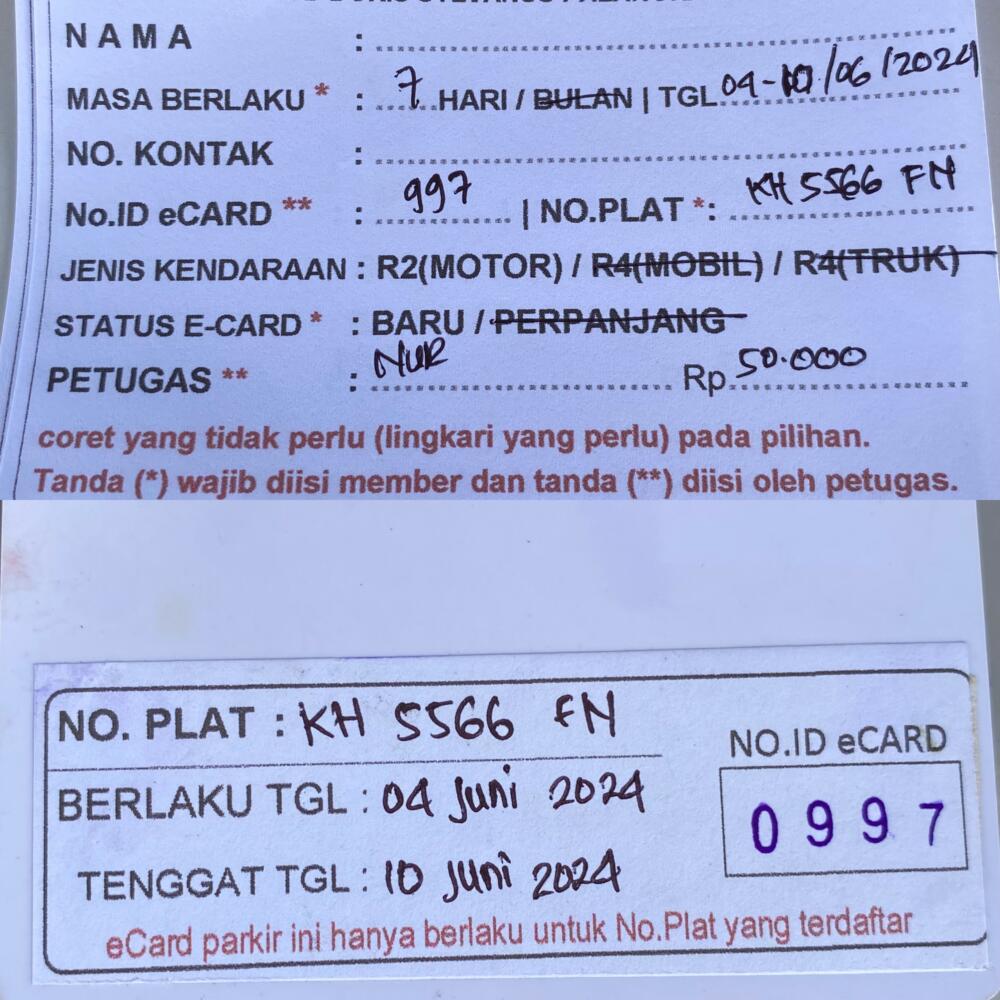 N A M A :
MASA BERLAKU * : 7 HARI / BULAN | TGL 04-10/06/2024
NO. KONTAK :
No.ID eCARD ** : 997 | NO.PLAT *: KH 5566 FN
JENIS KENDARAAN : R2(MOTOR) / R4(MOBIL) / R4(TRUK)
STATUS E-CARD * : BARU / PERPANJANG
PETUGAS ** : NUR Rp 50.000
coret yang tidak perlu (lingkari yang perlu) pada pilihan.
Tanda (*) wajib diisi member dan tanda (**) diisi oleh petugas.
NO. PLAT : KH 5566 FN
NO.ID eCARD
BERLAKU TGL : 04 Juni 2024
0997
TENGGAT TGL : 10 Juni 2024
eCard parkir ini hanya berlaku untuk No.Plat yang terdaftar